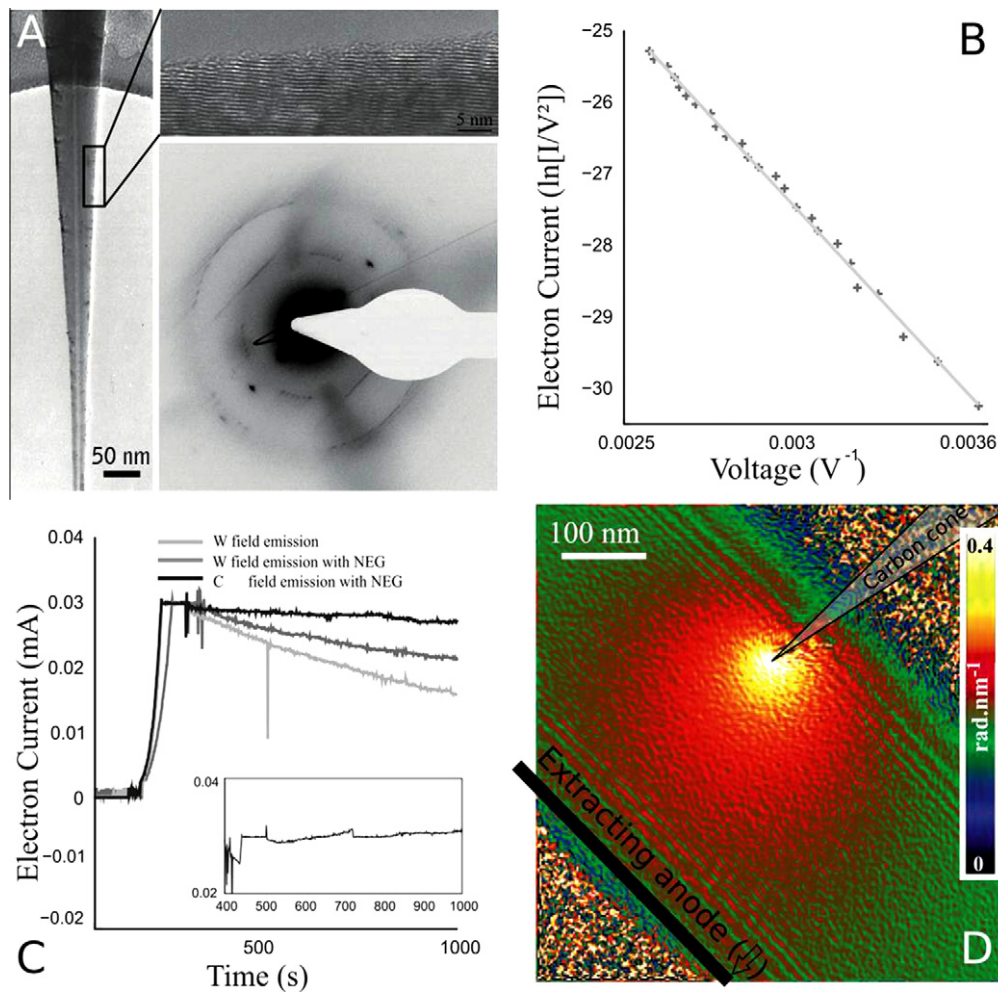 A
5 nm
50 nm
B
Electron Current (ln[I/V²])
−25
−26
−27
−28
−29
−30
0.0025
0.003
0.0036
Voltage (V⁻¹)
C
Electron Current (mA)
0.04
0.03
0.02
0.01
0
−0.01
−0.02
W field emission
W field emission with NEG
C field emission with NEG
0.04
0.02
400
500
600
720
800
900
1000
500
1000
Time (s)
D
100 nm
Carbon cone
0.4
rad.nm⁻¹
0
Extracting anode (⇓)